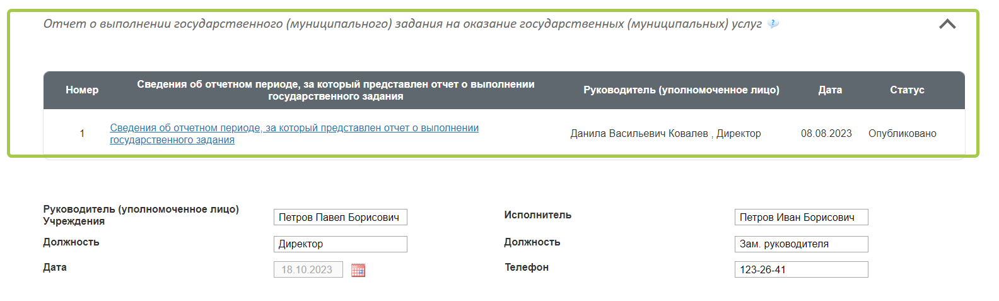 Отчет о выполнении государственного (муниципального) задания на оказание государственных (муниципальных) услуг ?
Номер
Сведения об отчетном периоде, за который представлен отчет о выполнении
государственного задания
Руководитель (уполномоченное лицо)
Дата
Статус
1
Сведения об отчетном периоде, за который представлен отчет о выполнении
государственного задания
Данила Васильевич Ковалев , Директор
08.08.2023
Опубликовано
Руководитель (уполномоченное лицо)
Учреждения
Петров Павел Борисович
Исполнитель
Петров Иван Борисович
Должность
Директор
Должность
Зам. руководителя
Дата
18.10.2023
Телефон
123-26-41